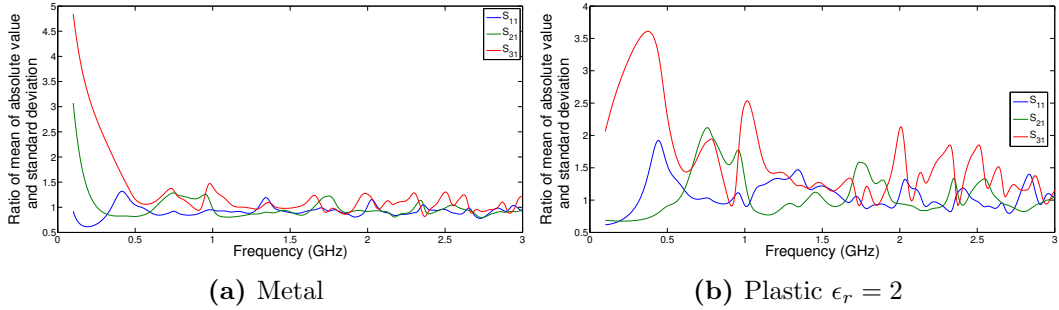 Ratio of mean of absolute value
and standard deviation
5
4.5
4
3.5
3
2.5
2
1.5
1
0.5
0
0.5
1
1.5
2
2.5
3
Frequency (GHz)
S11
S21
S31
(a) Metal
Ratio of mean of absolute value
and standard deviation
4
3.5
3
2.5
2
1.5
1
0.5
0
0.5
1
1.5
2
2.5
3
Frequency (GHz)
S11
S21
S31
(b) Plastic ϵr = 2